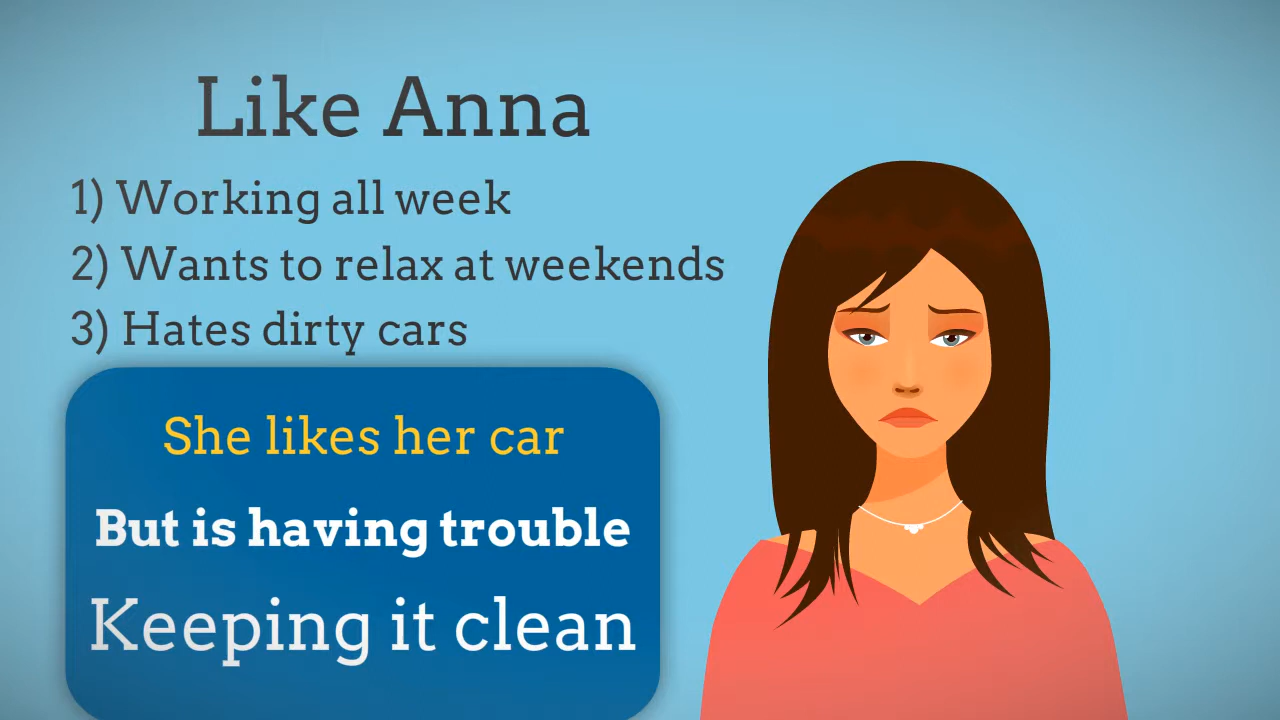 Like Anna
1) Working all week
2) Wants to relax at weekends
3) Hates dirty cars
She likes her car
But is having trouble
Keeping it clean